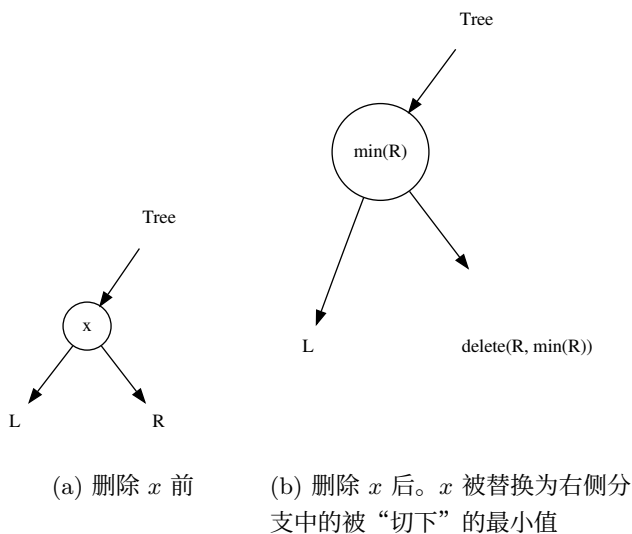 Tree
x
L
R
Tree
min(R)
L
delete(R, min(R))
(a) 删除 x 前
(b) 删除 x 后。x 被替换为右侧分
支中的被“切下”的最小值